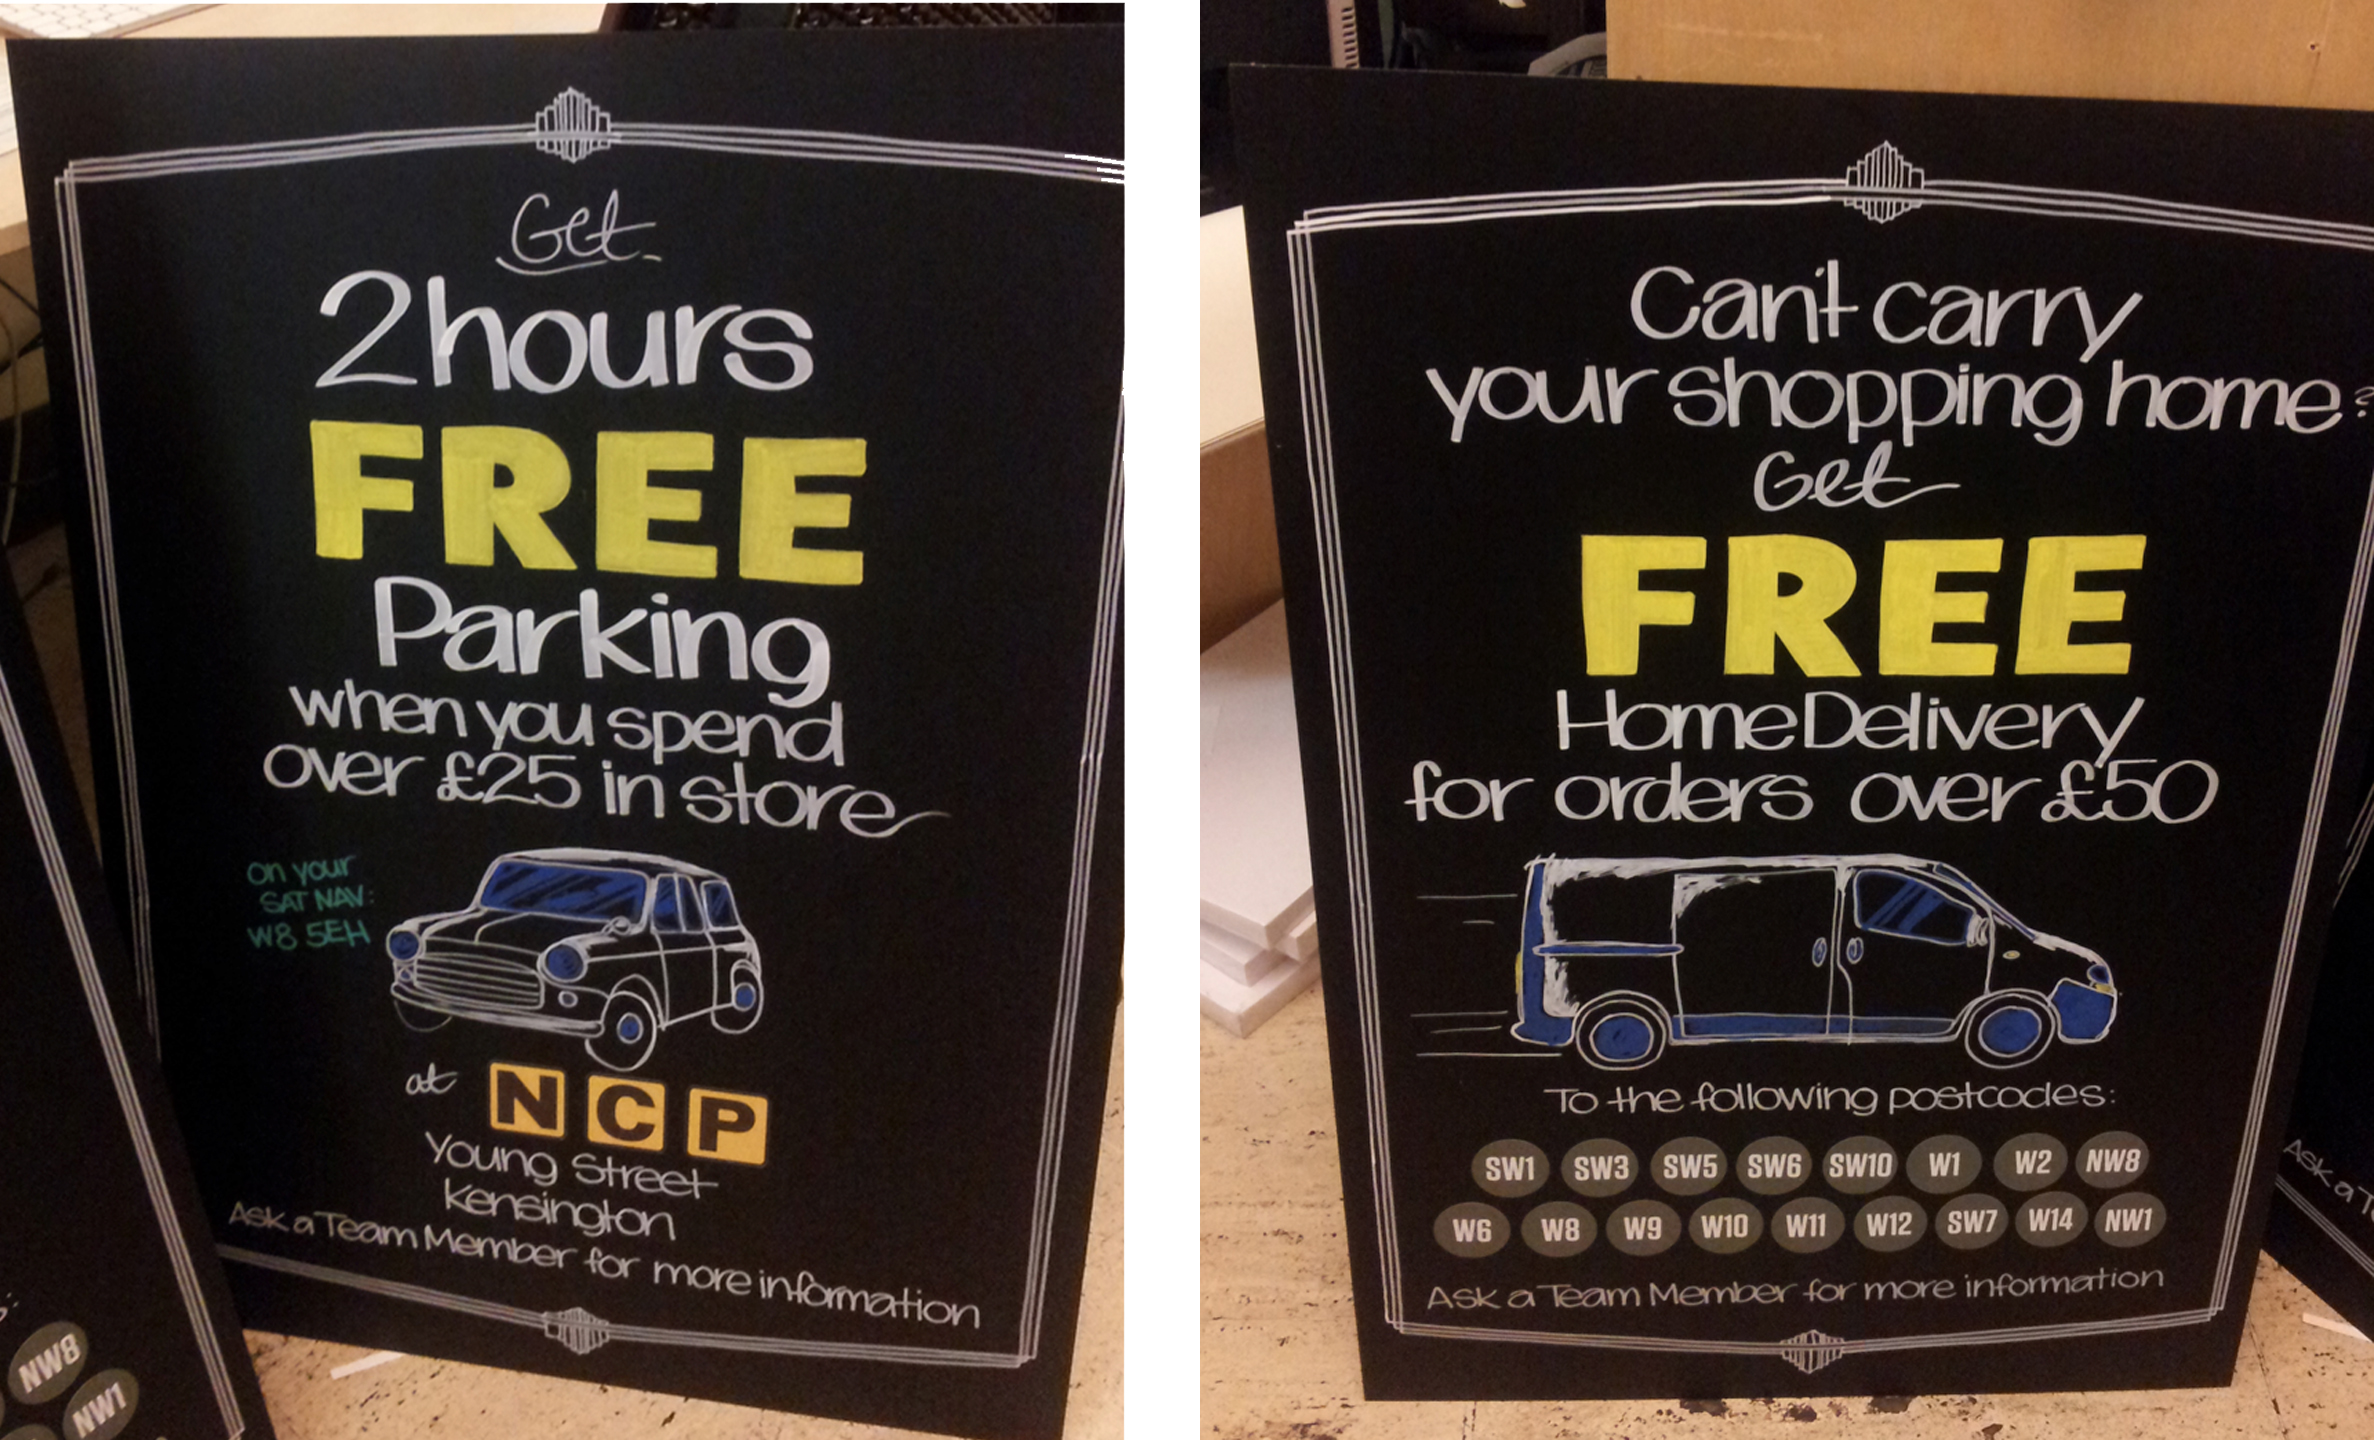 Get
2 hours
FREE
Parking
when you spend
over £25 in store
on your
SAT NAV:
W8 5EH
at NCP
Young Street
Kensington
Ask a Team Member for more information
NW8
NW1
Can't carry
your shopping home?
Get
FREE
Home Delivery
for orders over £50
To the following postcodes:
SW1 SW3 SW5 SW6 SW10 W1 W2 NW8
W6 W8 W9 W10 W11 W12 SW7 W14 NW1
Ask a Team Member for more information
Ask a T